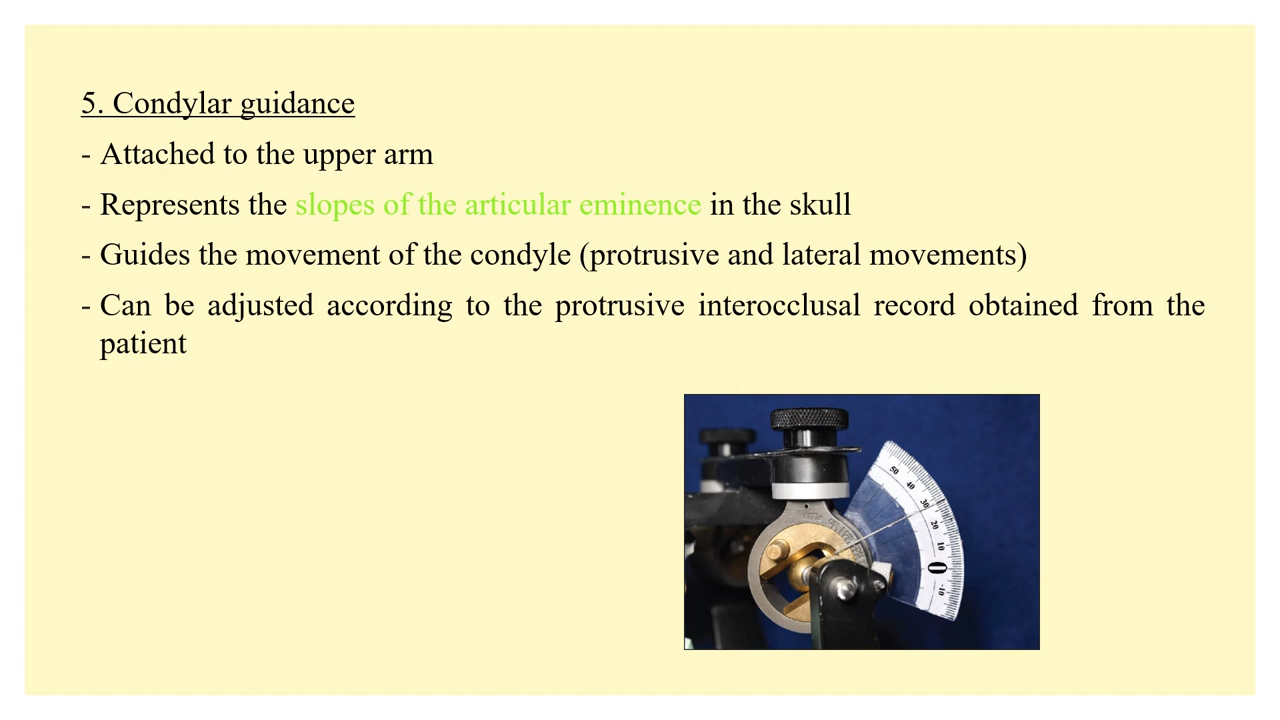 5. Condylar guidance
- Attached to the upper arm
- Represents the slopes of the articular eminence in the skull
- Guides the movement of the condyle (protrusive and lateral movements)
- Can be adjusted according to the protrusive interocclusal record obtained from the
patient
50
40
30
20
10
0
-10